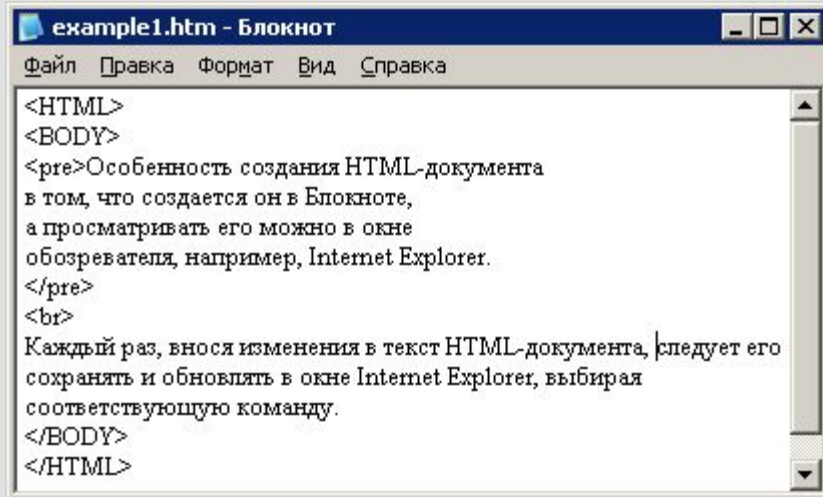 example1.htm - Блокнот
Файл Правка Формат Вид Справка
<HTML>
<BODY>
<pre>Особенность создания HTML-документа
в том, что создается он в Блокноте,
а просматривать его можно в окне
обозревателя, например, Internet Explorer.
</pre>
<br>
Каждый раз, внося изменения в текст HTML-документа, следует его
сохранять и обновлять в окне Internet Explorer, выбирая
соответствующую команду.
</BODY>
</HTML>